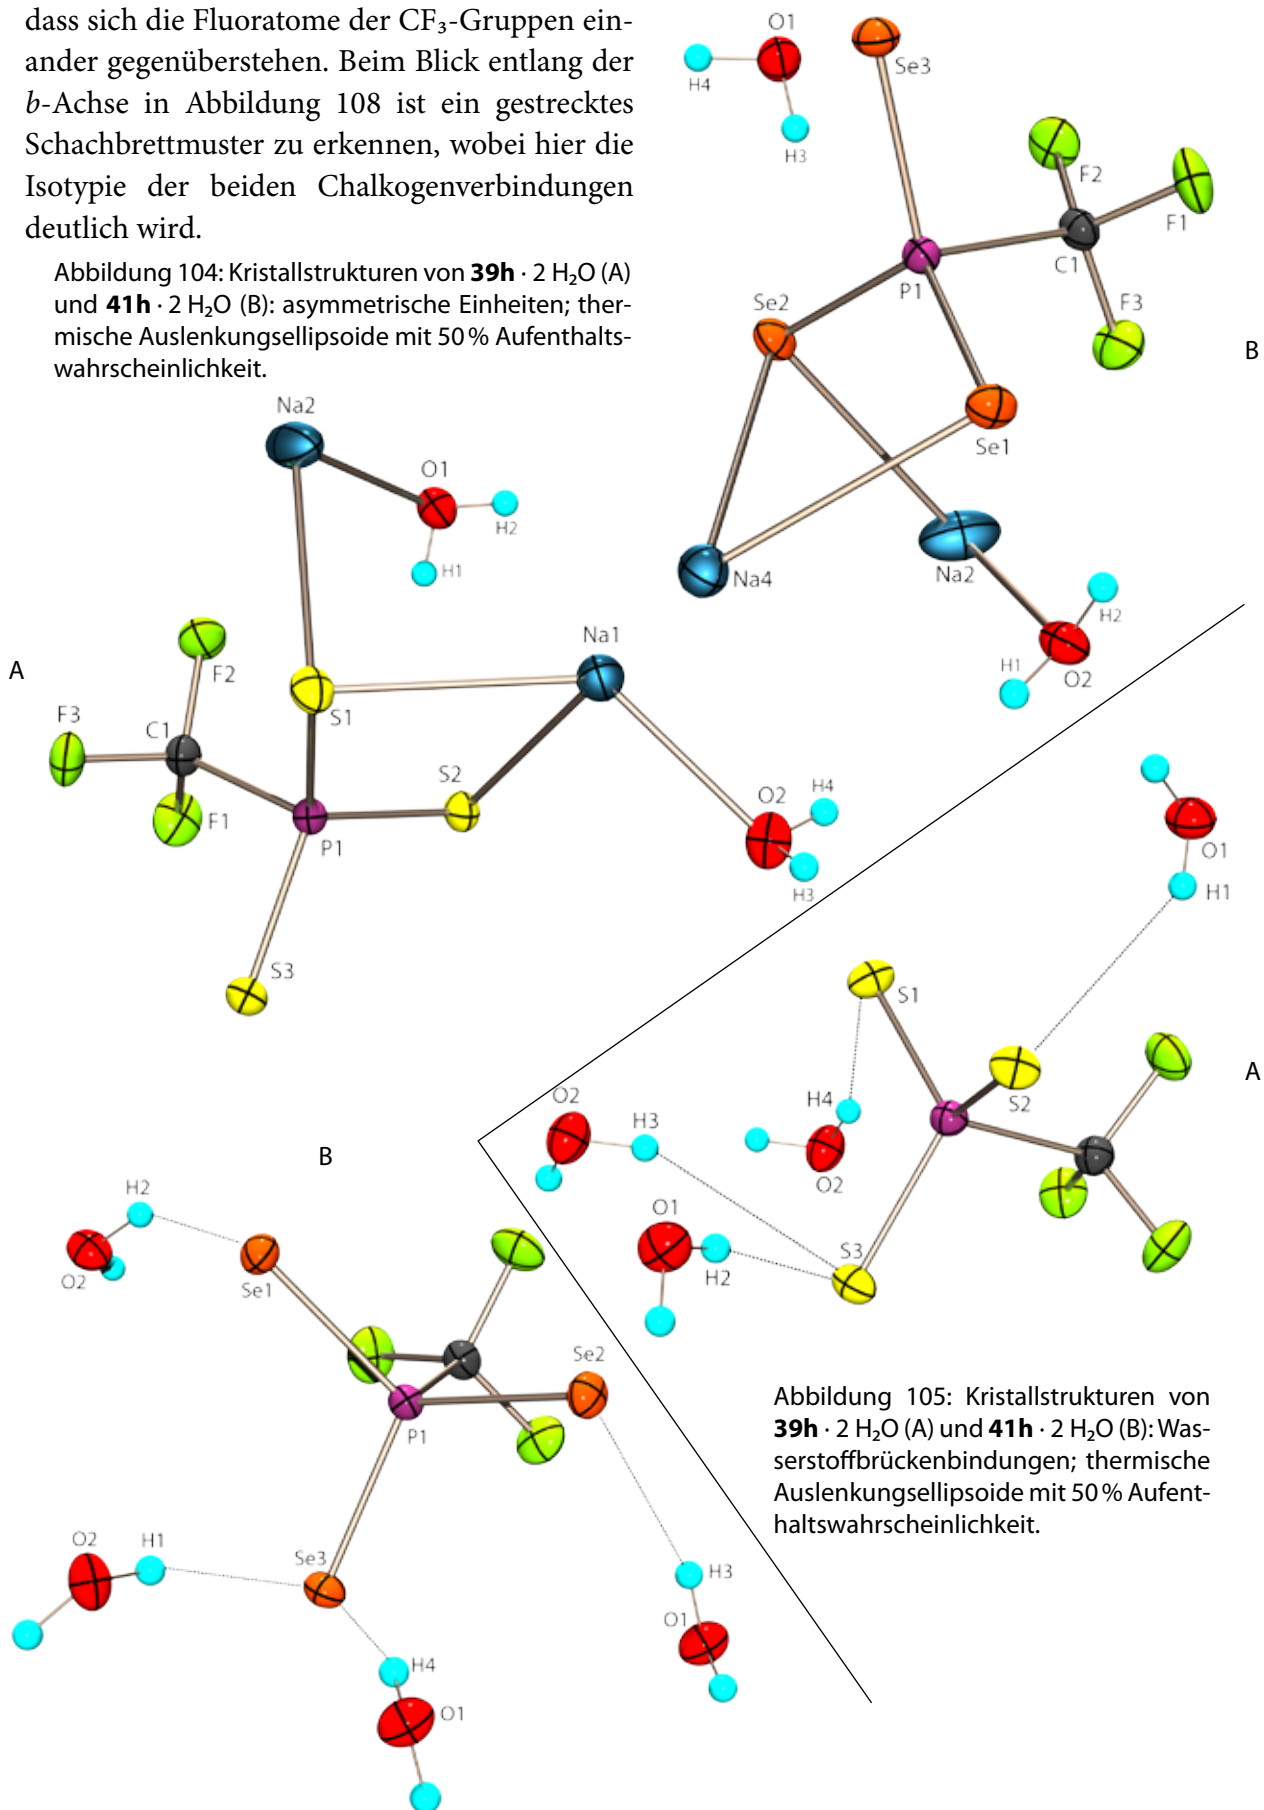 dass sich die Fluoratome der CF₃-Gruppen ein-
ander gegenüberstehen. Beim Blick entlang der
b-Achse in Abbildung 108 ist ein gestrecktes
Schachbrettmuster zu erkennen, wobei hier die
Isotypie der beiden Chalkogenverbindungen
deutlich wird.
Abbildung 104: Kristallstrukturen von 39h · 2 H₂O (A)
und 41h · 2 H₂O (B): asymmetrische Einheiten; ther-
mische Auslenkungsellipsoide mit 50 % Aufenthalts-
wahrscheinlichkeit.
O1
Se3
H4
H3
F2
F1
C1
P1
F3
Se2
Se1
B
Na4
Na2
H2
H1
O2
Na2
O1
H2
H1
Na1
A
F2
S1
F3
C1
S2
F1
P1
O2
H4
H3
S3
O1
H1
S1
S2
A
O2
H3
H4
O2
O1
H2
S3
B
H2
O2
Se1
Se2
P1
O2
H1
Se3
H3
O1
H4
O1
Abbildung 105: Kristallstrukturen von
39h · 2 H₂O (A) und 41h · 2 H₂O (B): Was-
serstoffbrückenbindungen; thermische
Auslenkungsellipsoide mit 50 % Aufent-
haltswahrscheinlichkeit.